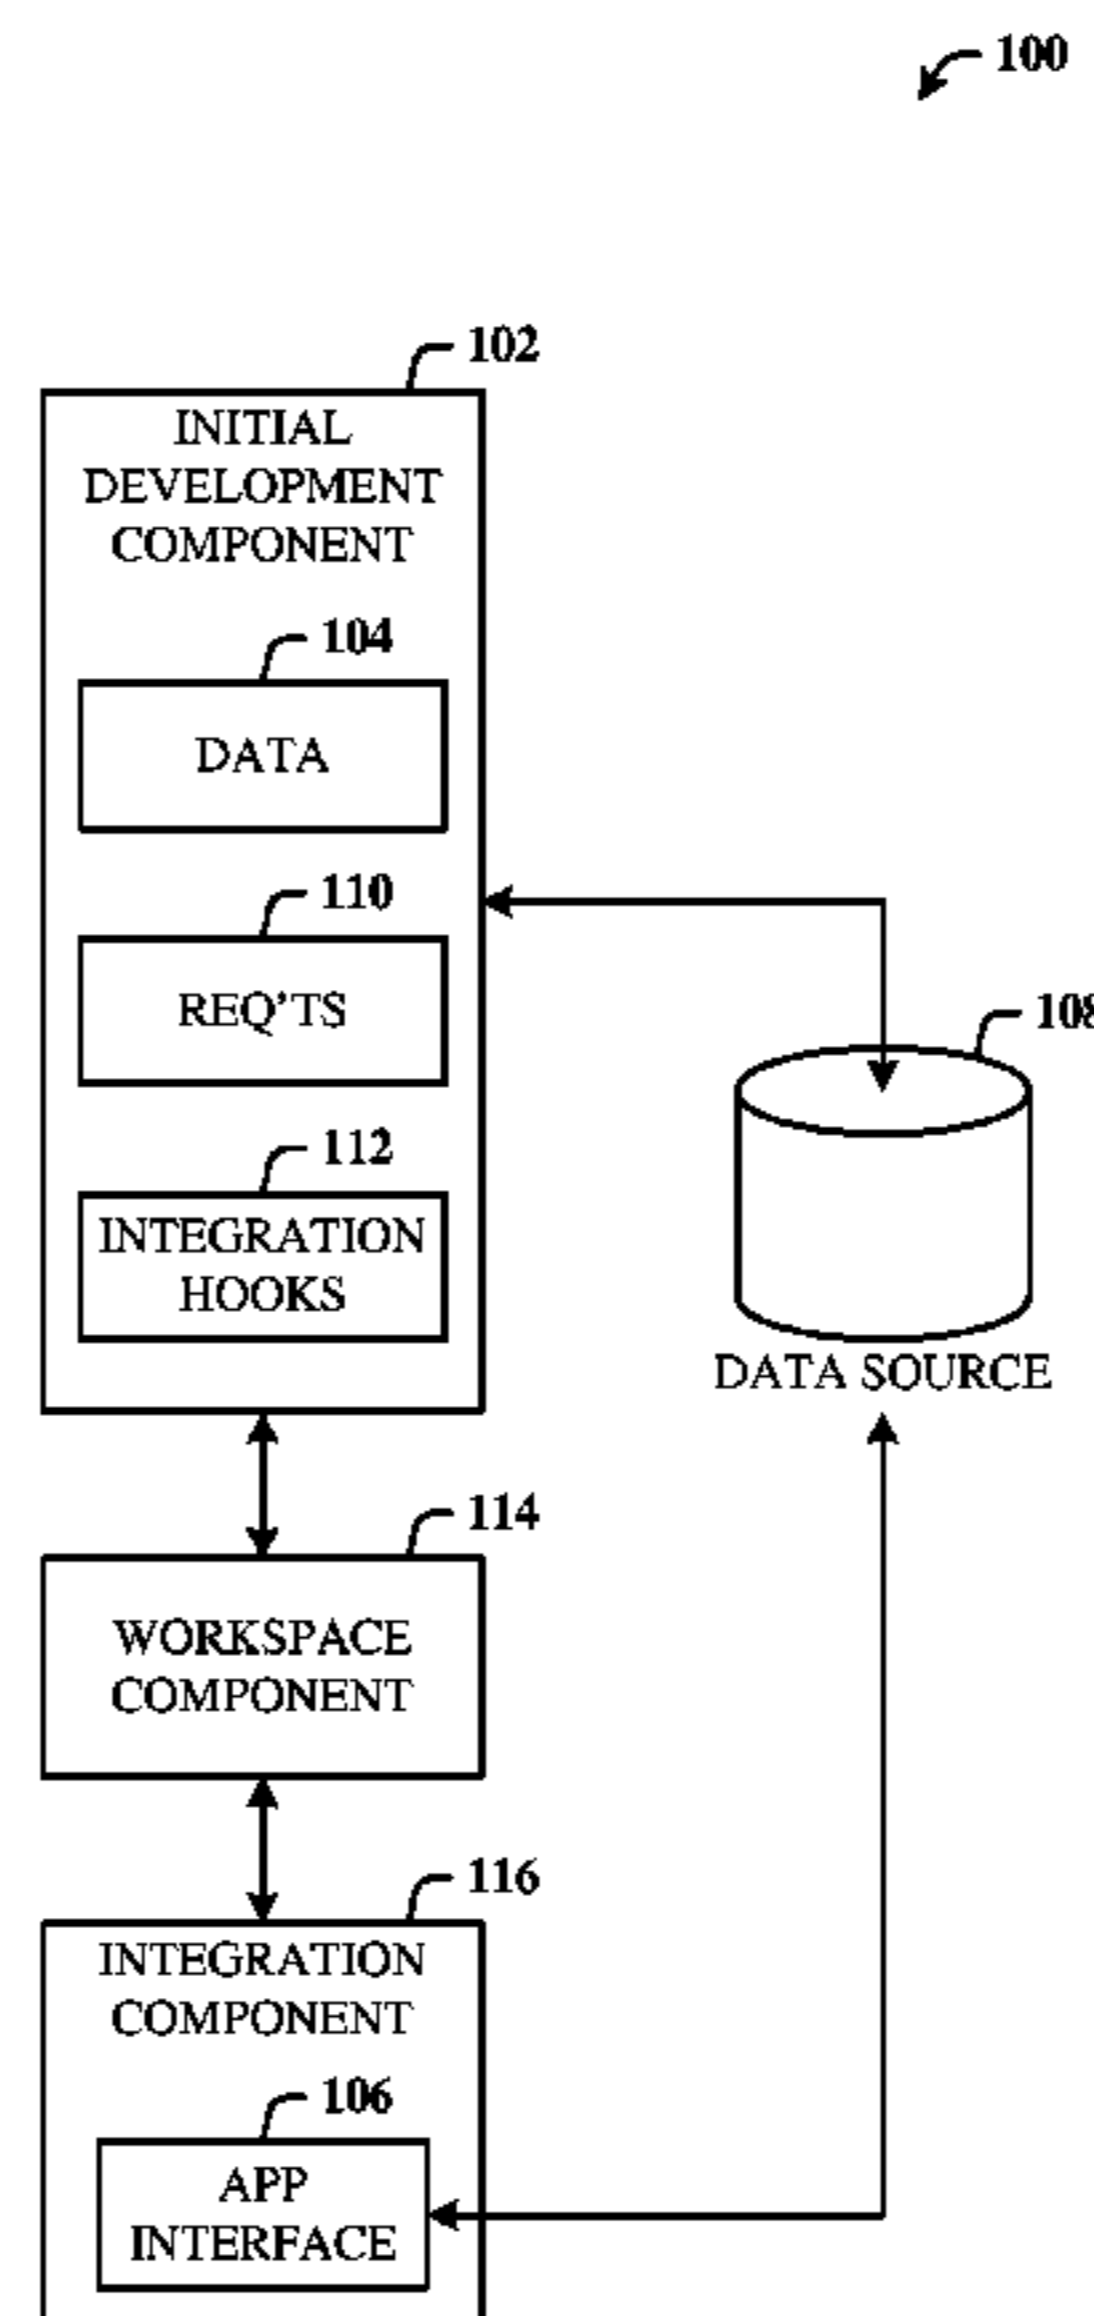 100
102
INITIAL
DEVELOPMENT
COMPONENT
104
DATA
110
REQ'TS
108
112
INTEGRATION
HOOKS
DATA SOURCE
114
WORKSPACE
COMPONENT
116
INTEGRATION
COMPONENT
106
APP
INTERFACE